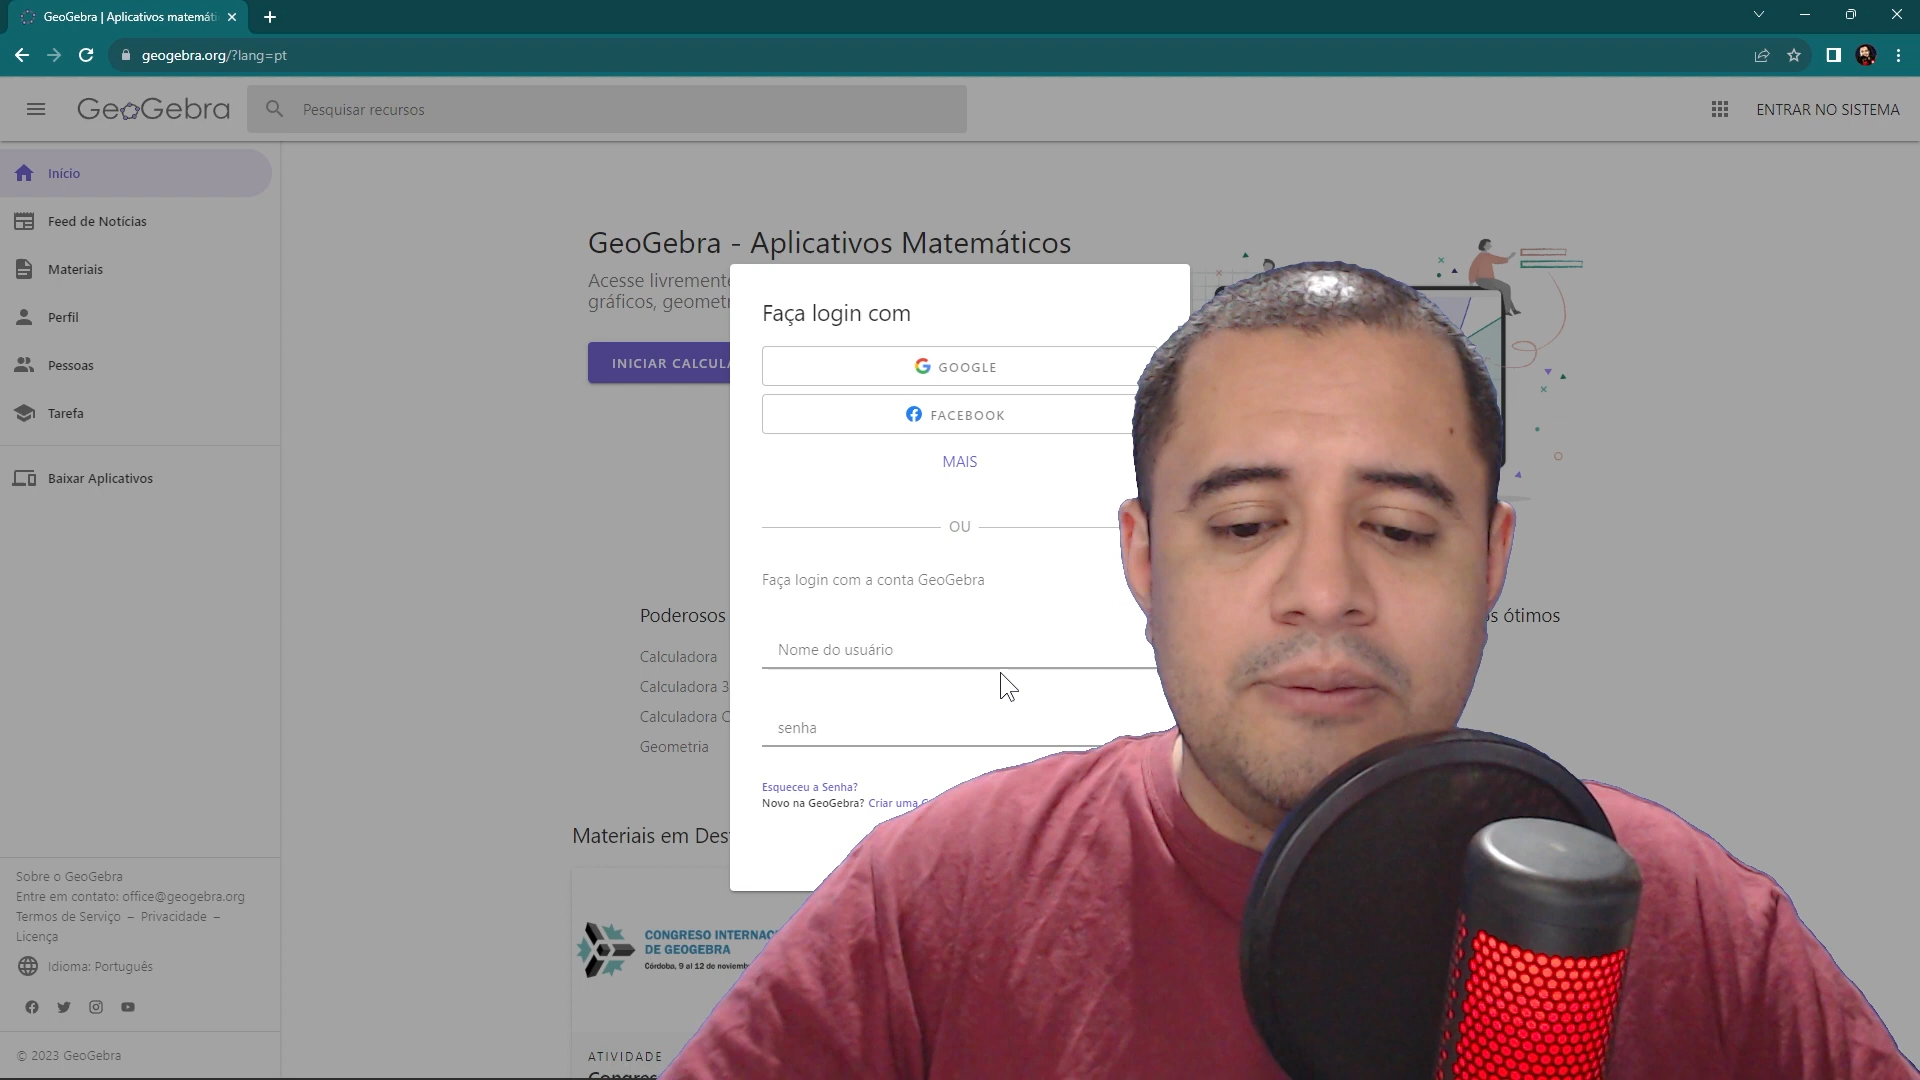 GeoGebra | Aplicativos matemáti
geogebra.org/?lang=pt
GeoGebra
Pesquisar recursos
ENTRAR NO SISTEMA
Início
Feed de Notícias
Materiais
Perfil
Pessoas
Tarefa
Baixar Aplicativos
GeoGebra - Aplicativos Matemáticos
Acesse livremente
gráficos, geometr
INICIAR CALCUL
Faça login com
GOOGLE
FACEBOOK
MAIS
OU
Faça login com a conta GeoGebra
Nome do usuário
senha
Esqueceu a Senha?
Novo na GeoGebra? Criar uma C
Poderosos
Calculadora
Calculadora 3
Calculadora C
Geometria
s ótimos
Materiais em Des
CONGRESO INTERNAC
DE GEOGEBRA
Córdoba, 9 al 12 de noviemb
ATIVIDADE
Congres
Sobre o GeoGebra
Entre em contato: office@geogebra.org
Termos de Serviço – Privacidade –
Licença
Idioma: Português
© 2023 GeoGebra